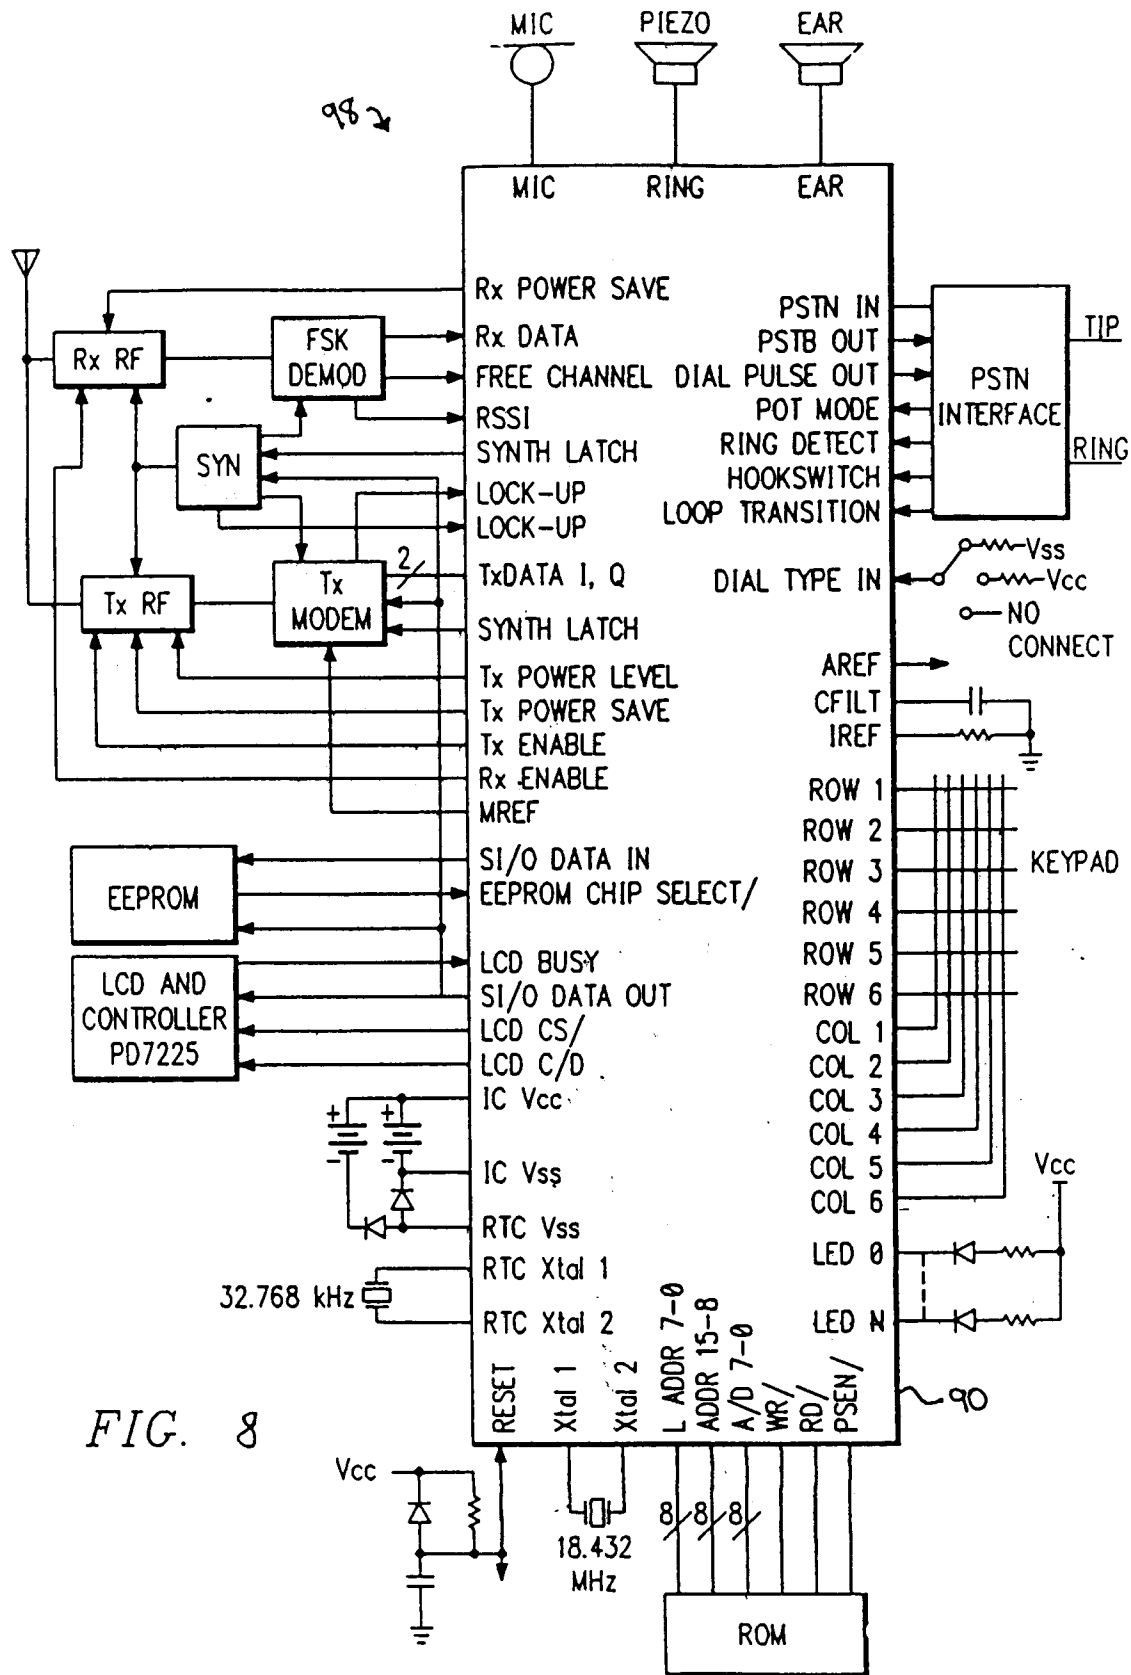 MIC
PIEZO
EAR
98
MIC
RING
EAR
Rx POWER SAVE
Rx RF
FSK
DEMOD
Rx DATA
FREE CHANNEL
RSSI
SYN
SYNTH LATCH
LOCK-UP
LOCK-UP
2
TxDATA I, Q
Tx RF
Tx
MODEM
SYNTH LATCH
Tx POWER LEVEL
Tx POWER SAVE
Tx ENABLE
Rx ENABLE
MREF
EEPROM
SI/O DATA IN
EEPROM CHIP SELECT/
LCD AND
CONTROLLER
PD7225
LCD BUSY
SI/O DATA OUT
LCD CS/
LCD C/D
+
+
-
-
IC Vcc
IC Vss
RTC Vss
RTC Xtal 1
32.768 kHz
RTC Xtal 2
PSTN IN
PSTB OUT
DIAL PULSE OUT
POT MODE
RING DETECT
HOOKSWITCH
LOOP TRANSITION
PSTN
INTERFACE
TIP
RING
DIAL TYPE IN
Vss
Vcc
NO
CONNECT
AREF
CFILT
IREF
ROW 1
ROW 2
ROW 3
KEYPAD
ROW 4
ROW 5
ROW 6
COL 1
COL 2
COL 3
COL 4
COL 5
COL 6
Vcc
LED 0
LED N
90
RESET
Xtal 1
Xtal 2
L ADDR 7-0
ADDR 15-8
A/D 7-0
WR/
RD/
PSEN/
FIG. 8
Vcc
18.432
MHz
8
8
8
ROM